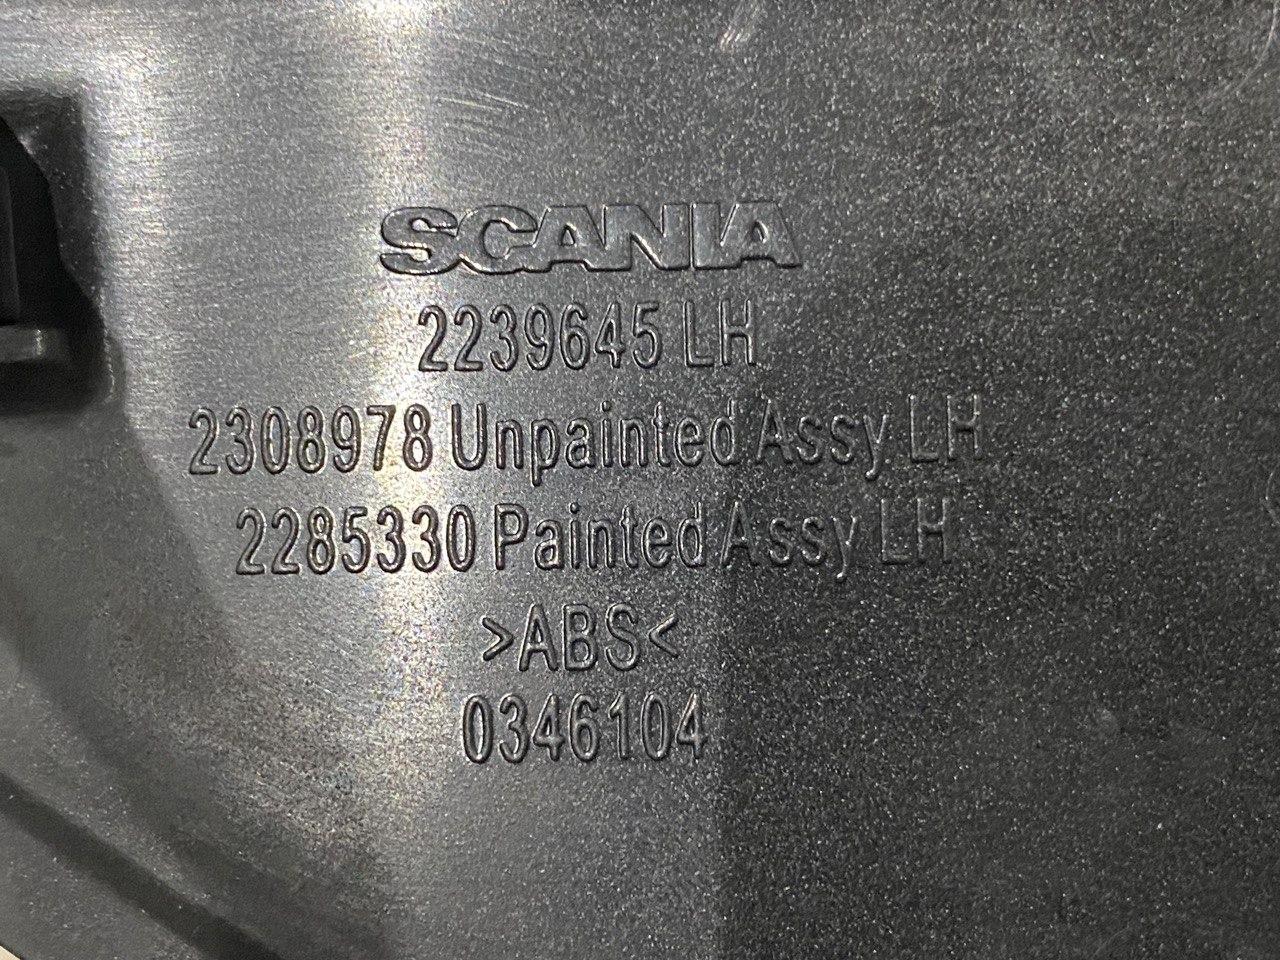 SCANIA
2239645 LH
2308978 Unpainted Assy LH
2285330 Painted Assy LH
>ABS<
0346104